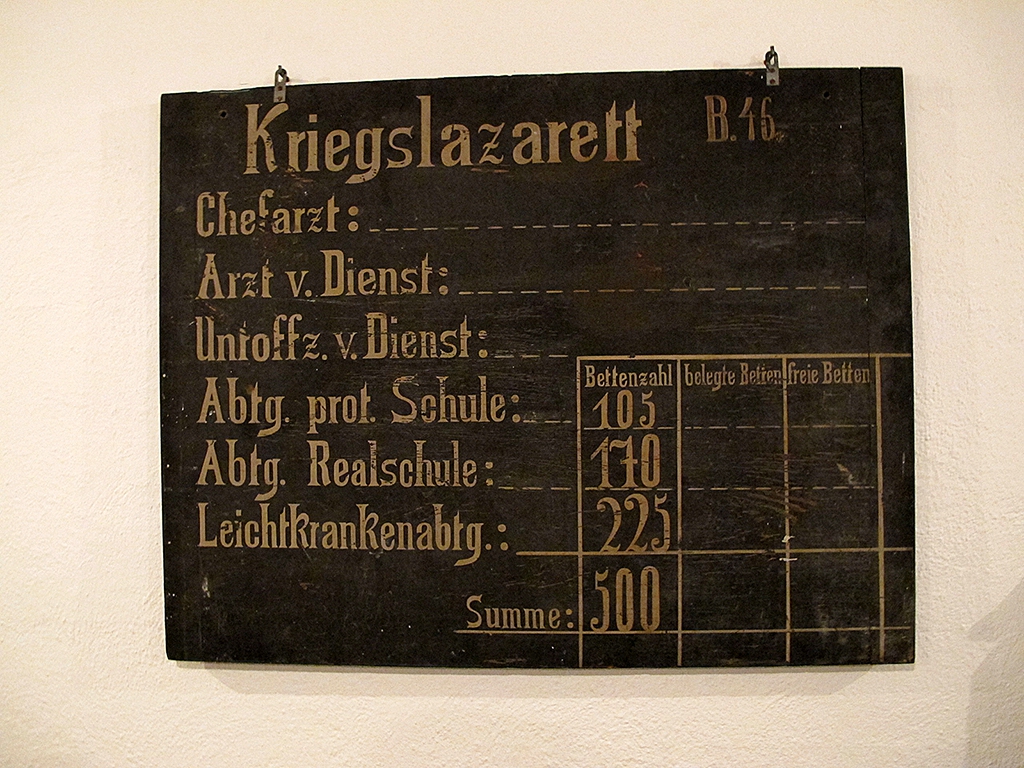 Kriegslazarett B.46.
Chefarzt:
Arzt v. Dienst:
Untoffz. v. Dienst:
Bettenzahl belegte Betten freie Betten
Abtg. prot. Schule: 105
Abtg. Realschule: 170
Leichtkrankenabtg.: 225
Summe: 500